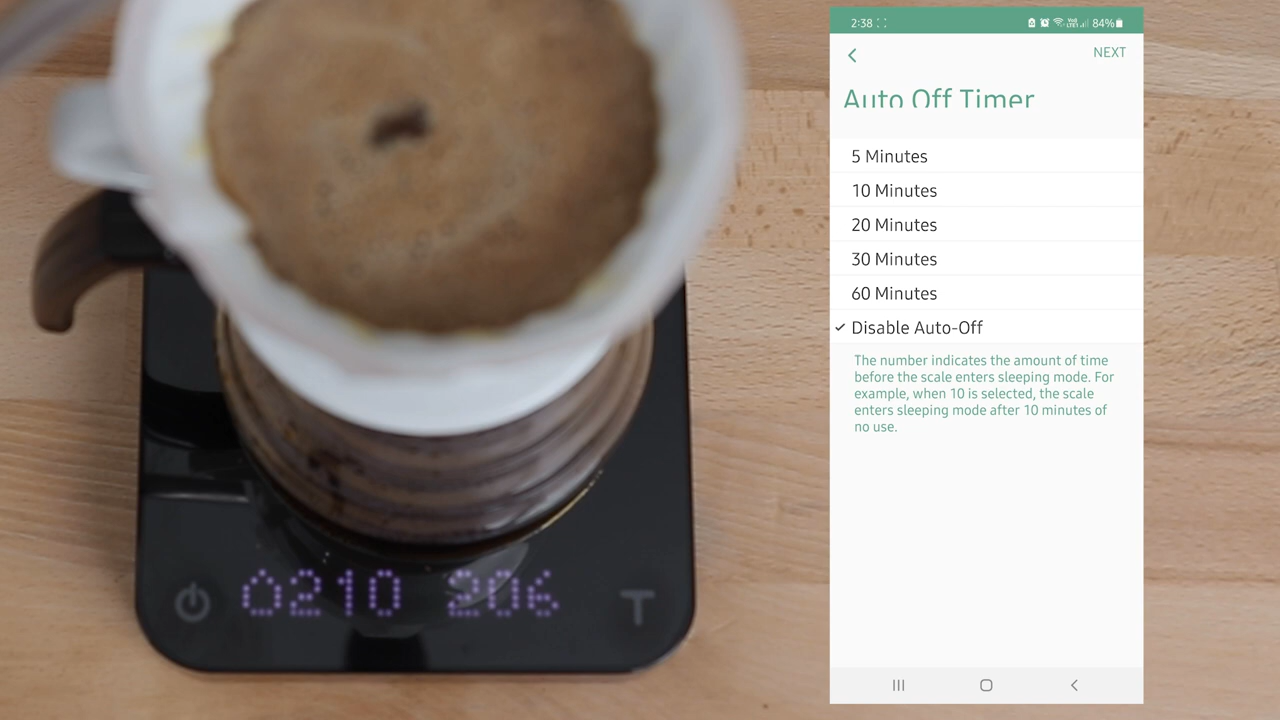 210 206
T
2:38 84%
NEXT
Auto Off Timer
5 Minutes
10 Minutes
20 Minutes
30 Minutes
60 Minutes
Disable Auto-Off
The number indicates the amount of time
before the scale enters sleeping mode. For
example, when 10 is selected, the scale
enters sleeping mode after 10 minutes of
no use.